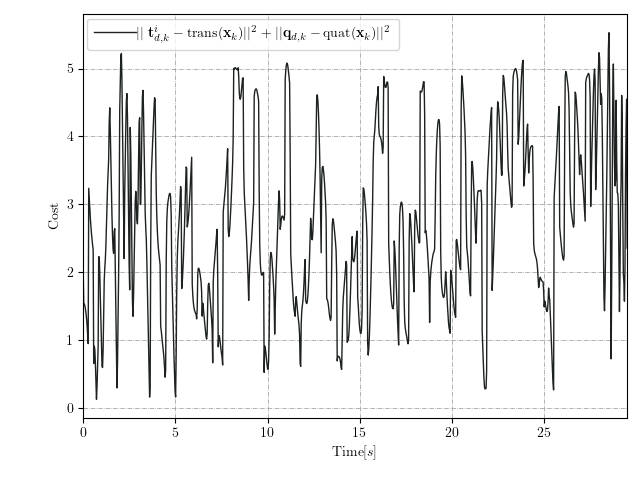 || t^i_{d,k} − trans(x_k)||² + ||q_{d,k} − quat(x_k)||²
5
4
3
2
1
0
Cost
0 5 10 15 20 25
Time[s]